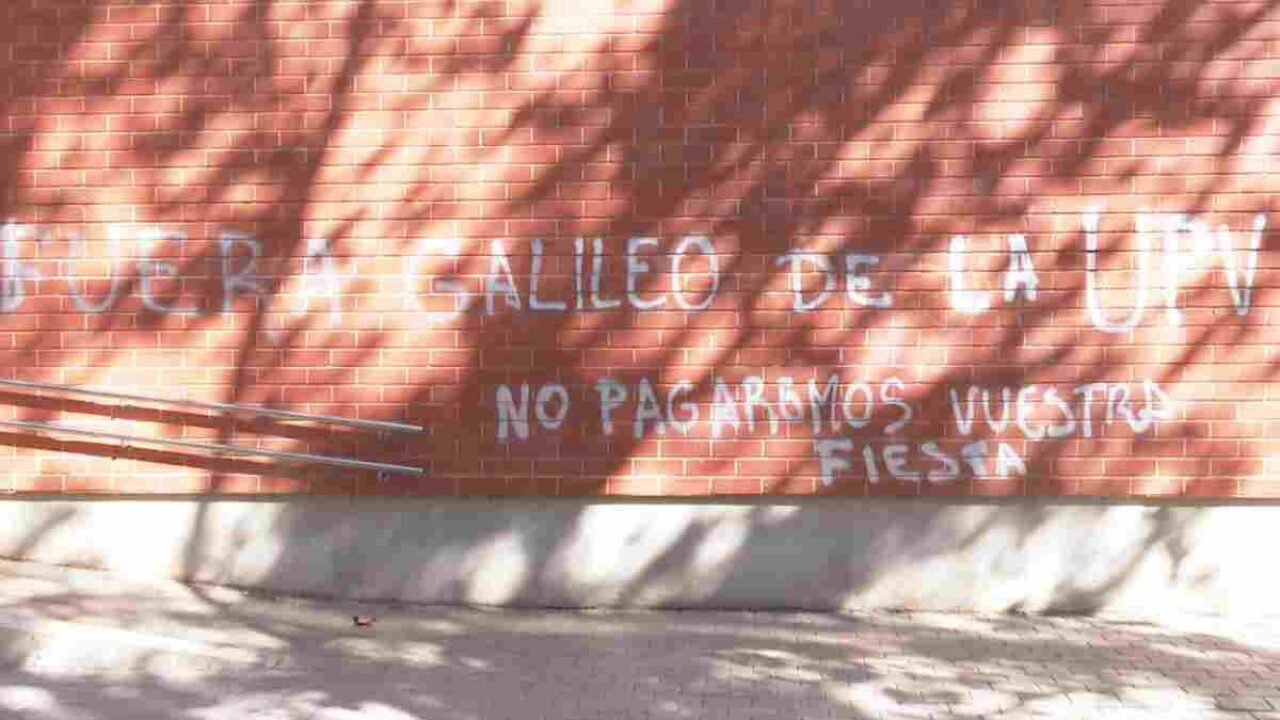 FUERA GALILEO DE LA UPV
NO PAGAREMOS VUESTRA
FIESTA